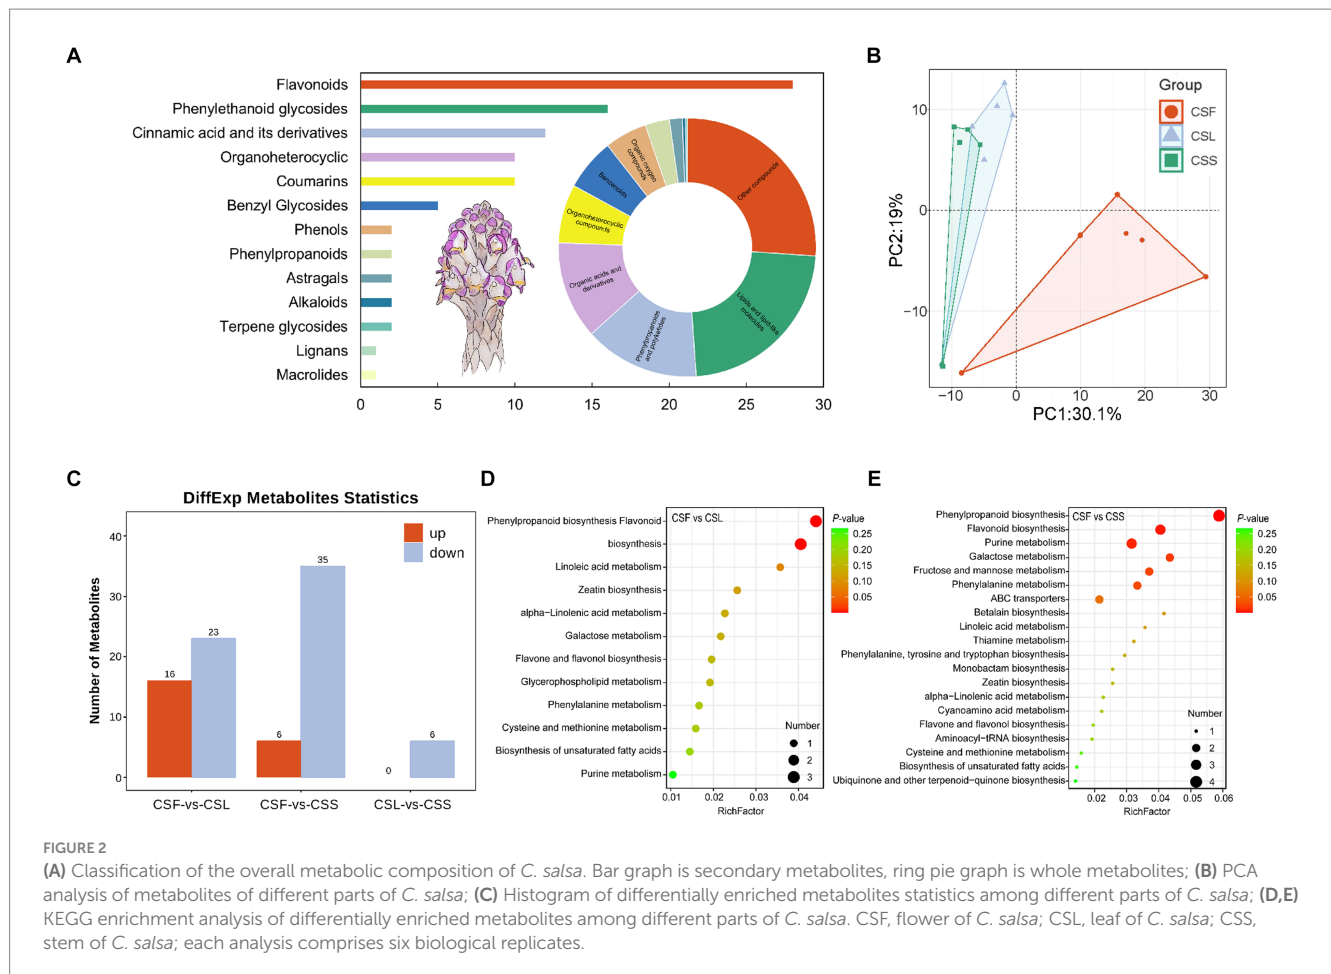 A
Flavonoids
Phenylethanoid glycosides
Cinnamic acid and its derivatives
Organoheterocyclic
Coumarins
Benzyl Glycosides
Phenols
Phenylpropanoids
Astragals
Alkaloids
Terpene glycosides
Lignans
Macrolides
0 5 10 15 20 25 30
Other compounds
Lipids and lipid-like
molecules
Phenylpropanoids
and polyketides
Organic acids and
derivatives
Organoheterocyclic
compounds
Benzenoids
Organic oxygen
compounds
B
PC2:19%
10
0
−10
−10 0 10 20 30
PC1:30.1%
Group
CSF
CSL
CSS
C
DiffExp Metabolites Statistics
Number of Metabolites
40
30
20
10
0
up
down
16
23
6
35
0
6
CSF-vs-CSL CSF-vs-CSS CSL-vs-CSS
D
CSF vs CSL
Phenylpropanoid biosynthesis Flavonoid
biosynthesis
Linoleic acid metabolism
Zeatin biosynthesis
alpha−Linolenic acid metabolism
Galactose metabolism
Flavone and flavonol biosynthesis
Glycerophospholipid metabolism
Phenylalanine metabolism
Cysteine and methionine metabolism
Biosynthesis of unsaturated fatty acids
Purine metabolism
0.01 0.02 0.03 0.04
RichFactor
P-value
0.25
0.20
0.15
0.10
0.05
Number
1
2
3
E
CSF vs CSS
Phenylpropanoid biosynthesis
Flavonoid biosynthesis
Purine metabolism
Galactose metabolism
Fructose and mannose metabolism
Phenylalanine metabolism
ABC transporters
Betalain biosynthesis
Linoleic acid metabolism
Thiamine metabolism
Phenylalanine, tyrosine and tryptophan biosynthesis
Monobactam biosynthesis
Zeatin biosynthesis
alpha−Linolenic acid metabolism
Cyanoamino acid metabolism
Flavone and flavonol biosynthesis
Aminoacyl−tRNA biosynthesis
Cysteine and methionine metabolism
Biosynthesis of unsaturated fatty acids
Ubiquinone and other terpenoid−quinone biosynthesis
0.02 0.03 0.04 0.05 0.06
RichFactor
P-value
0.25
0.20
0.15
0.10
0.05
Number
1
2
3
4
FIGURE 2
(A) Classification of the overall metabolic composition of C. salsa. Bar graph is secondary metabolites, ring pie graph is whole metabolites; (B) PCA
analysis of metabolites of different parts of C. salsa; (C) Histogram of differentially enriched metabolites statistics among different parts of C. salsa; (D,E)
KEGG enrichment analysis of differentially enriched metabolites among different parts of C. salsa. CSF, flower of C. salsa; CSL, leaf of C. salsa; CSS,
stem of C. salsa; each analysis comprises six biological replicates.